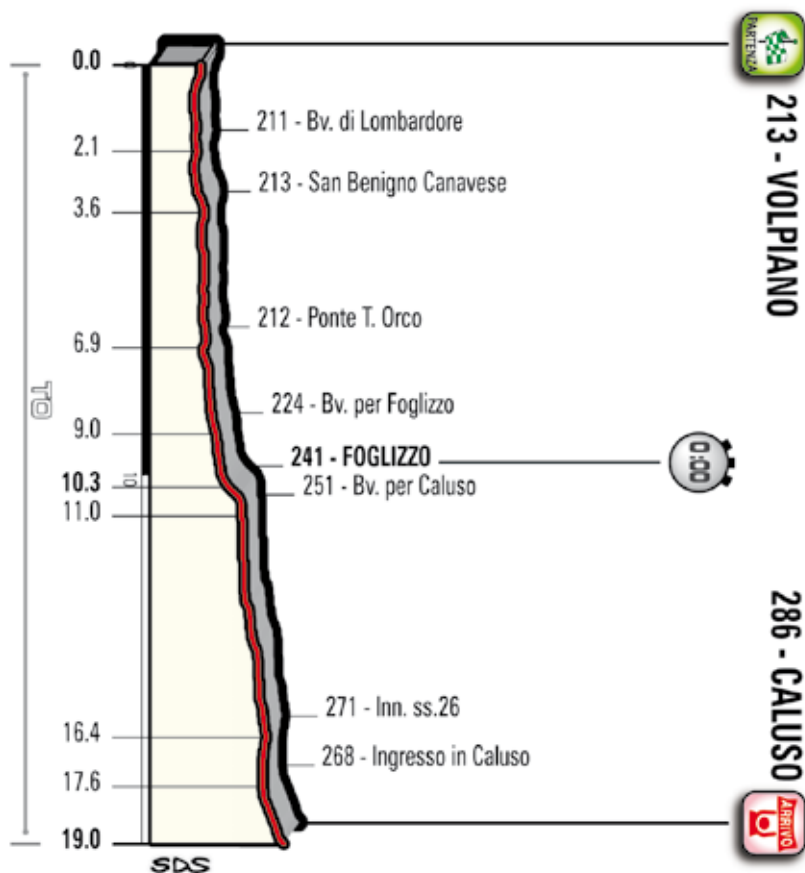 PARTENZA
213 - VOLPIANO
0.0
0
211 - Bv. di Lombardore
2.1
213 - San Benigno Canavese
3.6
212 - Ponte T. Orco
6.9
TO
224 - Bv. per Foglizzo
9.0
241 - FOGLIZZO
0:00
10.3
10
251 - Bv. per Caluso
11.0
286 - CALUSO
271 - Inn. ss.26
16.4
268 - Ingresso in Caluso
17.6
ARRIVO
19.0
SDS